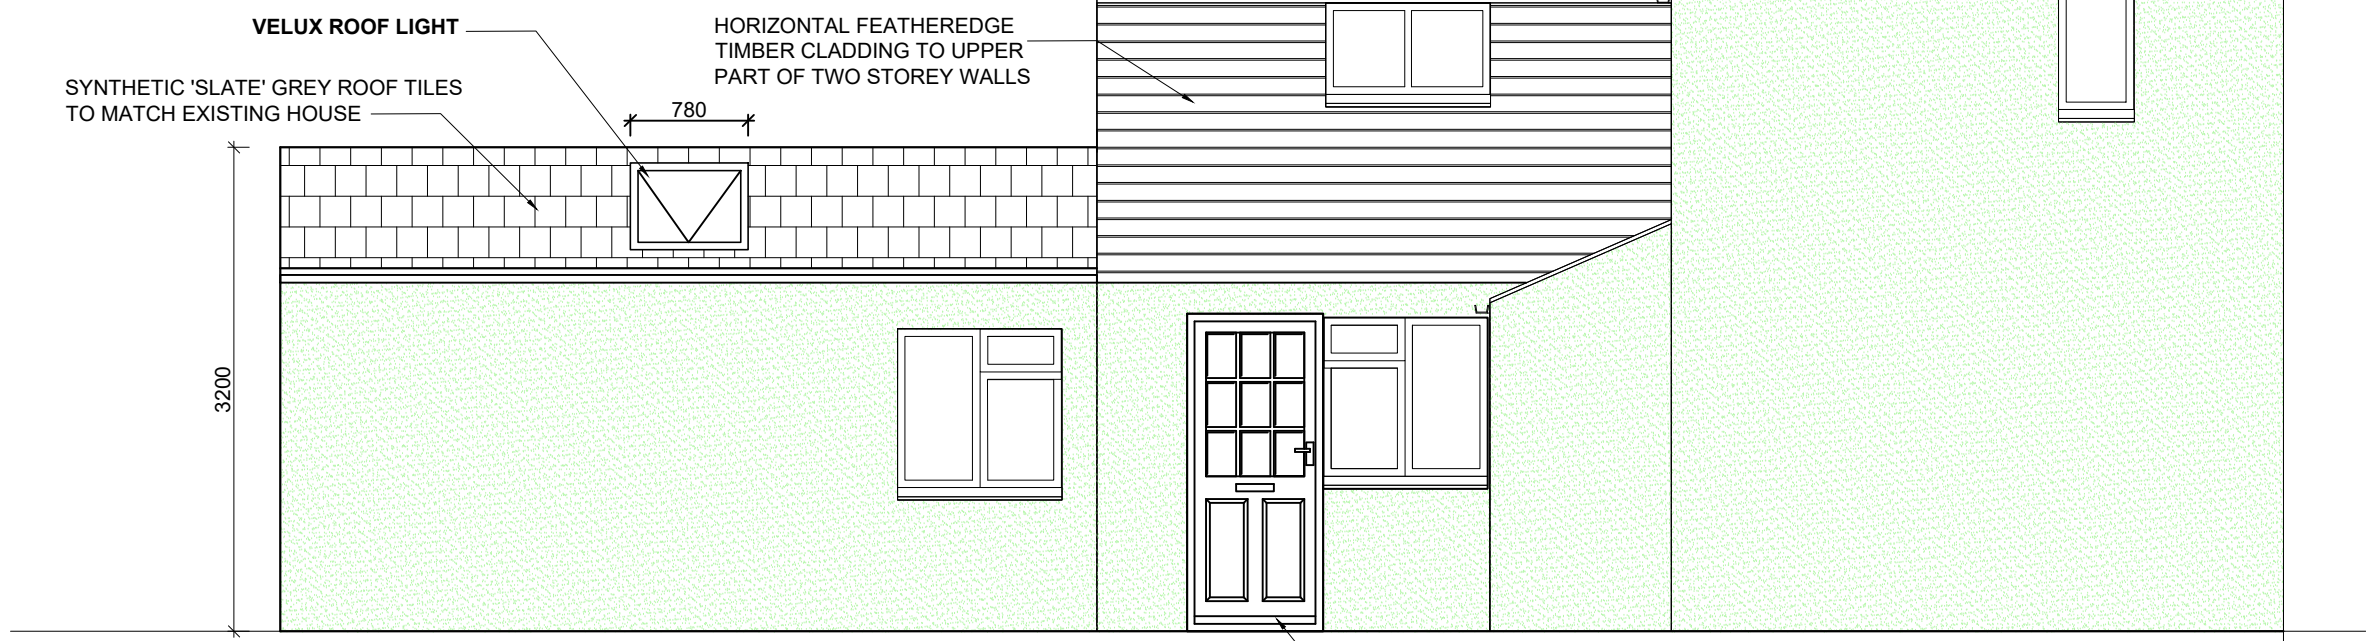 VELUX ROOF LIGHT
HORIZONTAL FEATHEREDGE
TIMBER CLADDING TO UPPER
PART OF TWO STOREY WALLS
SYNTHETIC 'SLATE' GREY ROOF TILES
TO MATCH EXISTING HOUSE
780
3200